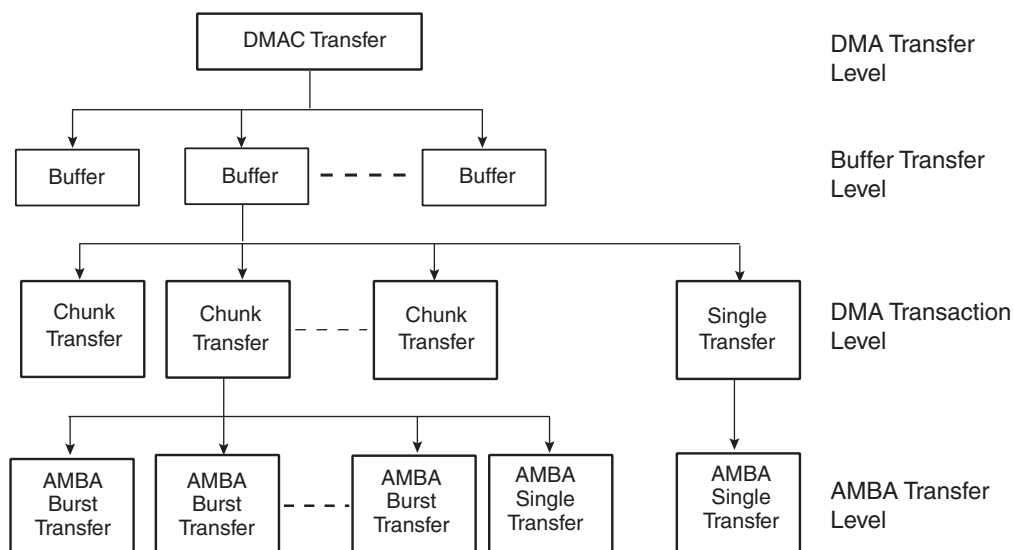 DMAC Transfer
DMA Transfer
Level
Buffer
Buffer
Buffer
Buffer Transfer
Level
Chunk
Transfer
Chunk
Transfer
Chunk
Transfer
Single
Transfer
DMA Transaction
Level
AMBA
Burst
Transfer
AMBA
Burst
Transfer
AMBA
Burst
Transfer
AMBA
Single
Transfer
AMBA
Single
Transfer
AMBA Transfer
Level